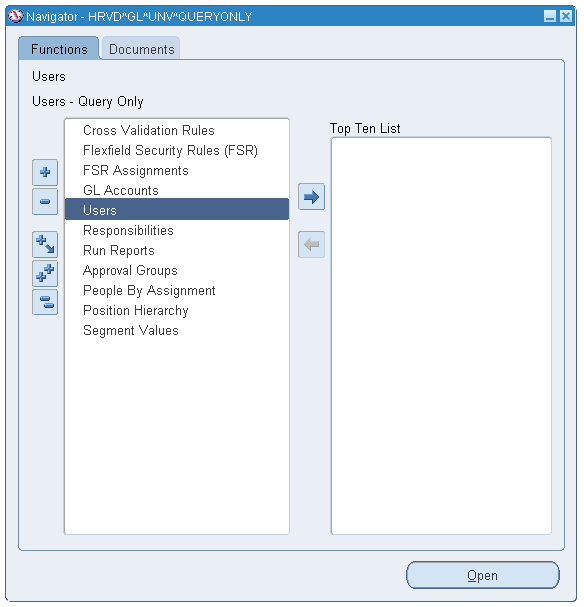 Navigator - HRVD^GL^UNV^QUERYONLY
Functions
Documents
Users
Users - Query Only
Cross Validation Rules
Flexfield Security Rules (FSR)
FSR Assignments
GL Accounts
Users
Responsibilities
Run Reports
Approval Groups
People By Assignment
Position Hierarchy
Segment Values
Top Ten List
Open